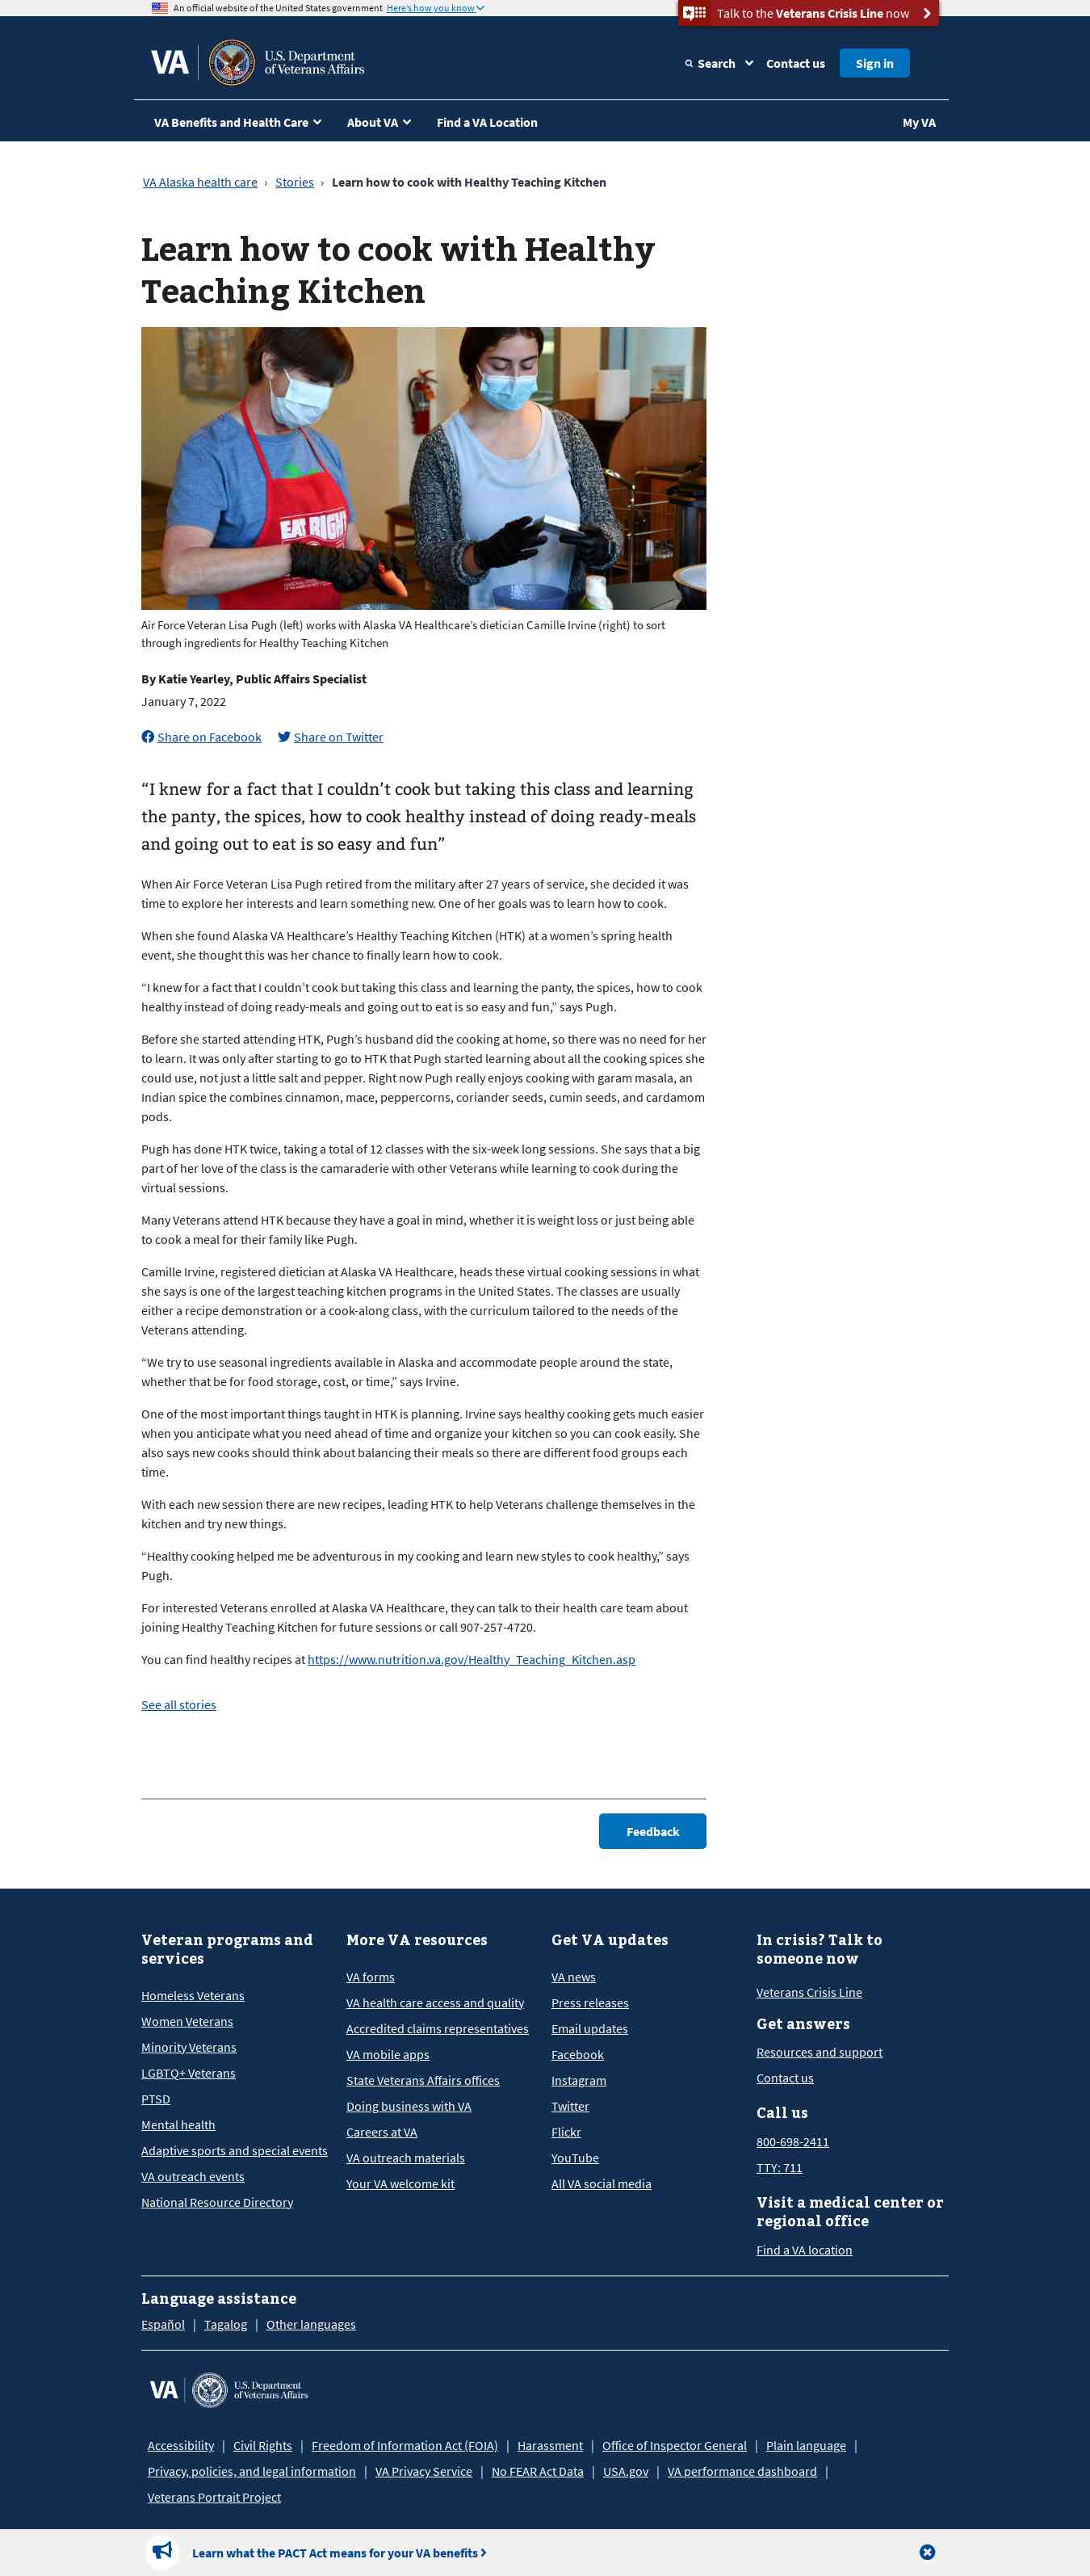 An official website of the United States government Here's how you know
Talk to the Veterans Crisis Line now
VA
U.S. Department
of Veterans Affairs
Search
Contact us
Sign in
VA Benefits and Health Care
About VA
Find a VA Location
My VA
VA Alaska health care › Stories › Learn how to cook with Healthy Teaching Kitchen
Learn how to cook with Healthy
Teaching Kitchen
EAT RIGHT
Air Force Veteran Lisa Pugh (left) works with Alaska VA Healthcare's dietician Camille Irvine (right) to sort
through ingredients for Healthy Teaching Kitchen
By Katie Yearley, Public Affairs Specialist
January 7, 2022
Share on Facebook
Share on Twitter
“I knew for a fact that I couldn’t cook but taking this class and learning
the panty, the spices, how to cook healthy instead of doing ready-meals
and going out to eat is so easy and fun”
When Air Force Veteran Lisa Pugh retired from the military after 27 years of service, she decided it was
time to explore her interests and learn something new. One of her goals was to learn how to cook.
When she found Alaska VA Healthcare’s Healthy Teaching Kitchen (HTK) at a women’s spring health
event, she thought this was her chance to finally learn how to cook.
“I knew for a fact that I couldn’t cook but taking this class and learning the panty, the spices, how to cook
healthy instead of doing ready-meals and going out to eat is so easy and fun,” says Pugh.
Before she started attending HTK, Pugh’s husband did the cooking at home, so there was no need for her
to learn. It was only after starting to go to HTK that Pugh started learning about all the cooking spices she
could use, not just a little salt and pepper. Right now Pugh really enjoys cooking with garam masala, an
Indian spice the combines cinnamon, mace, peppercorns, coriander seeds, cumin seeds, and cardamom
pods.
Pugh has done HTK twice, taking a total of 12 classes with the six-week long sessions. She says that a big
part of her love of the class is the camaraderie with other Veterans while learning to cook during the
virtual sessions.
Many Veterans attend HTK because they have a goal in mind, whether it is weight loss or just being able
to cook a meal for their family like Pugh.
Camille Irvine, registered dietician at Alaska VA Healthcare, heads these virtual cooking sessions in what
she says is one of the largest teaching kitchen programs in the United States. The classes are usually
either a recipe demonstration or a cook-along class, with the curriculum tailored to the needs of the
Veterans attending.
“We try to use seasonal ingredients available in Alaska and accommodate people around the state,
whether that be for food storage, cost, or time,” says Irvine.
One of the most important things taught in HTK is planning. Irvine says healthy cooking gets much easier
when you anticipate what you need ahead of time and organize your kitchen so you can cook easily. She
also says new cooks should think about balancing their meals so there are different food groups each
time.
With each new session there are new recipes, leading HTK to help Veterans challenge themselves in the
kitchen and try new things.
“Healthy cooking helped me be adventurous in my cooking and learn new styles to cook healthy,” says
Pugh.
For interested Veterans enrolled at Alaska VA Healthcare, they can talk to their health care team about
joining Healthy Teaching Kitchen for future sessions or call 907-257-4720.
You can find healthy recipes at https://www.nutrition.va.gov/Healthy_Teaching_Kitchen.asp
See all stories
Feedback
Veteran programs and
services
Homeless Veterans
Women Veterans
Minority Veterans
LGBTQ+ Veterans
PTSD
Mental health
Adaptive sports and special events
VA outreach events
National Resource Directory
More VA resources
VA forms
VA health care access and quality
Accredited claims representatives
VA mobile apps
State Veterans Affairs offices
Doing business with VA
Careers at VA
VA outreach materials
Your VA welcome kit
Get VA updates
VA news
Press releases
Email updates
Facebook
Instagram
Twitter
Flickr
YouTube
All VA social media
In crisis? Talk to
someone now
Veterans Crisis Line
Get answers
Resources and support
Contact us
Call us
800-698-2411
TTY: 711
Visit a medical center or
regional office
Find a VA location
Language assistance
Español | Tagalog | Other languages
VA
U.S. Department
of Veterans Affairs
Accessibility | Civil Rights | Freedom of Information Act (FOIA) | Harassment | Office of Inspector General | Plain language |
Privacy, policies, and legal information | VA Privacy Service | No FEAR Act Data | USA.gov | VA performance dashboard |
Veterans Portrait Project
Learn what the PACT Act means for your VA benefits